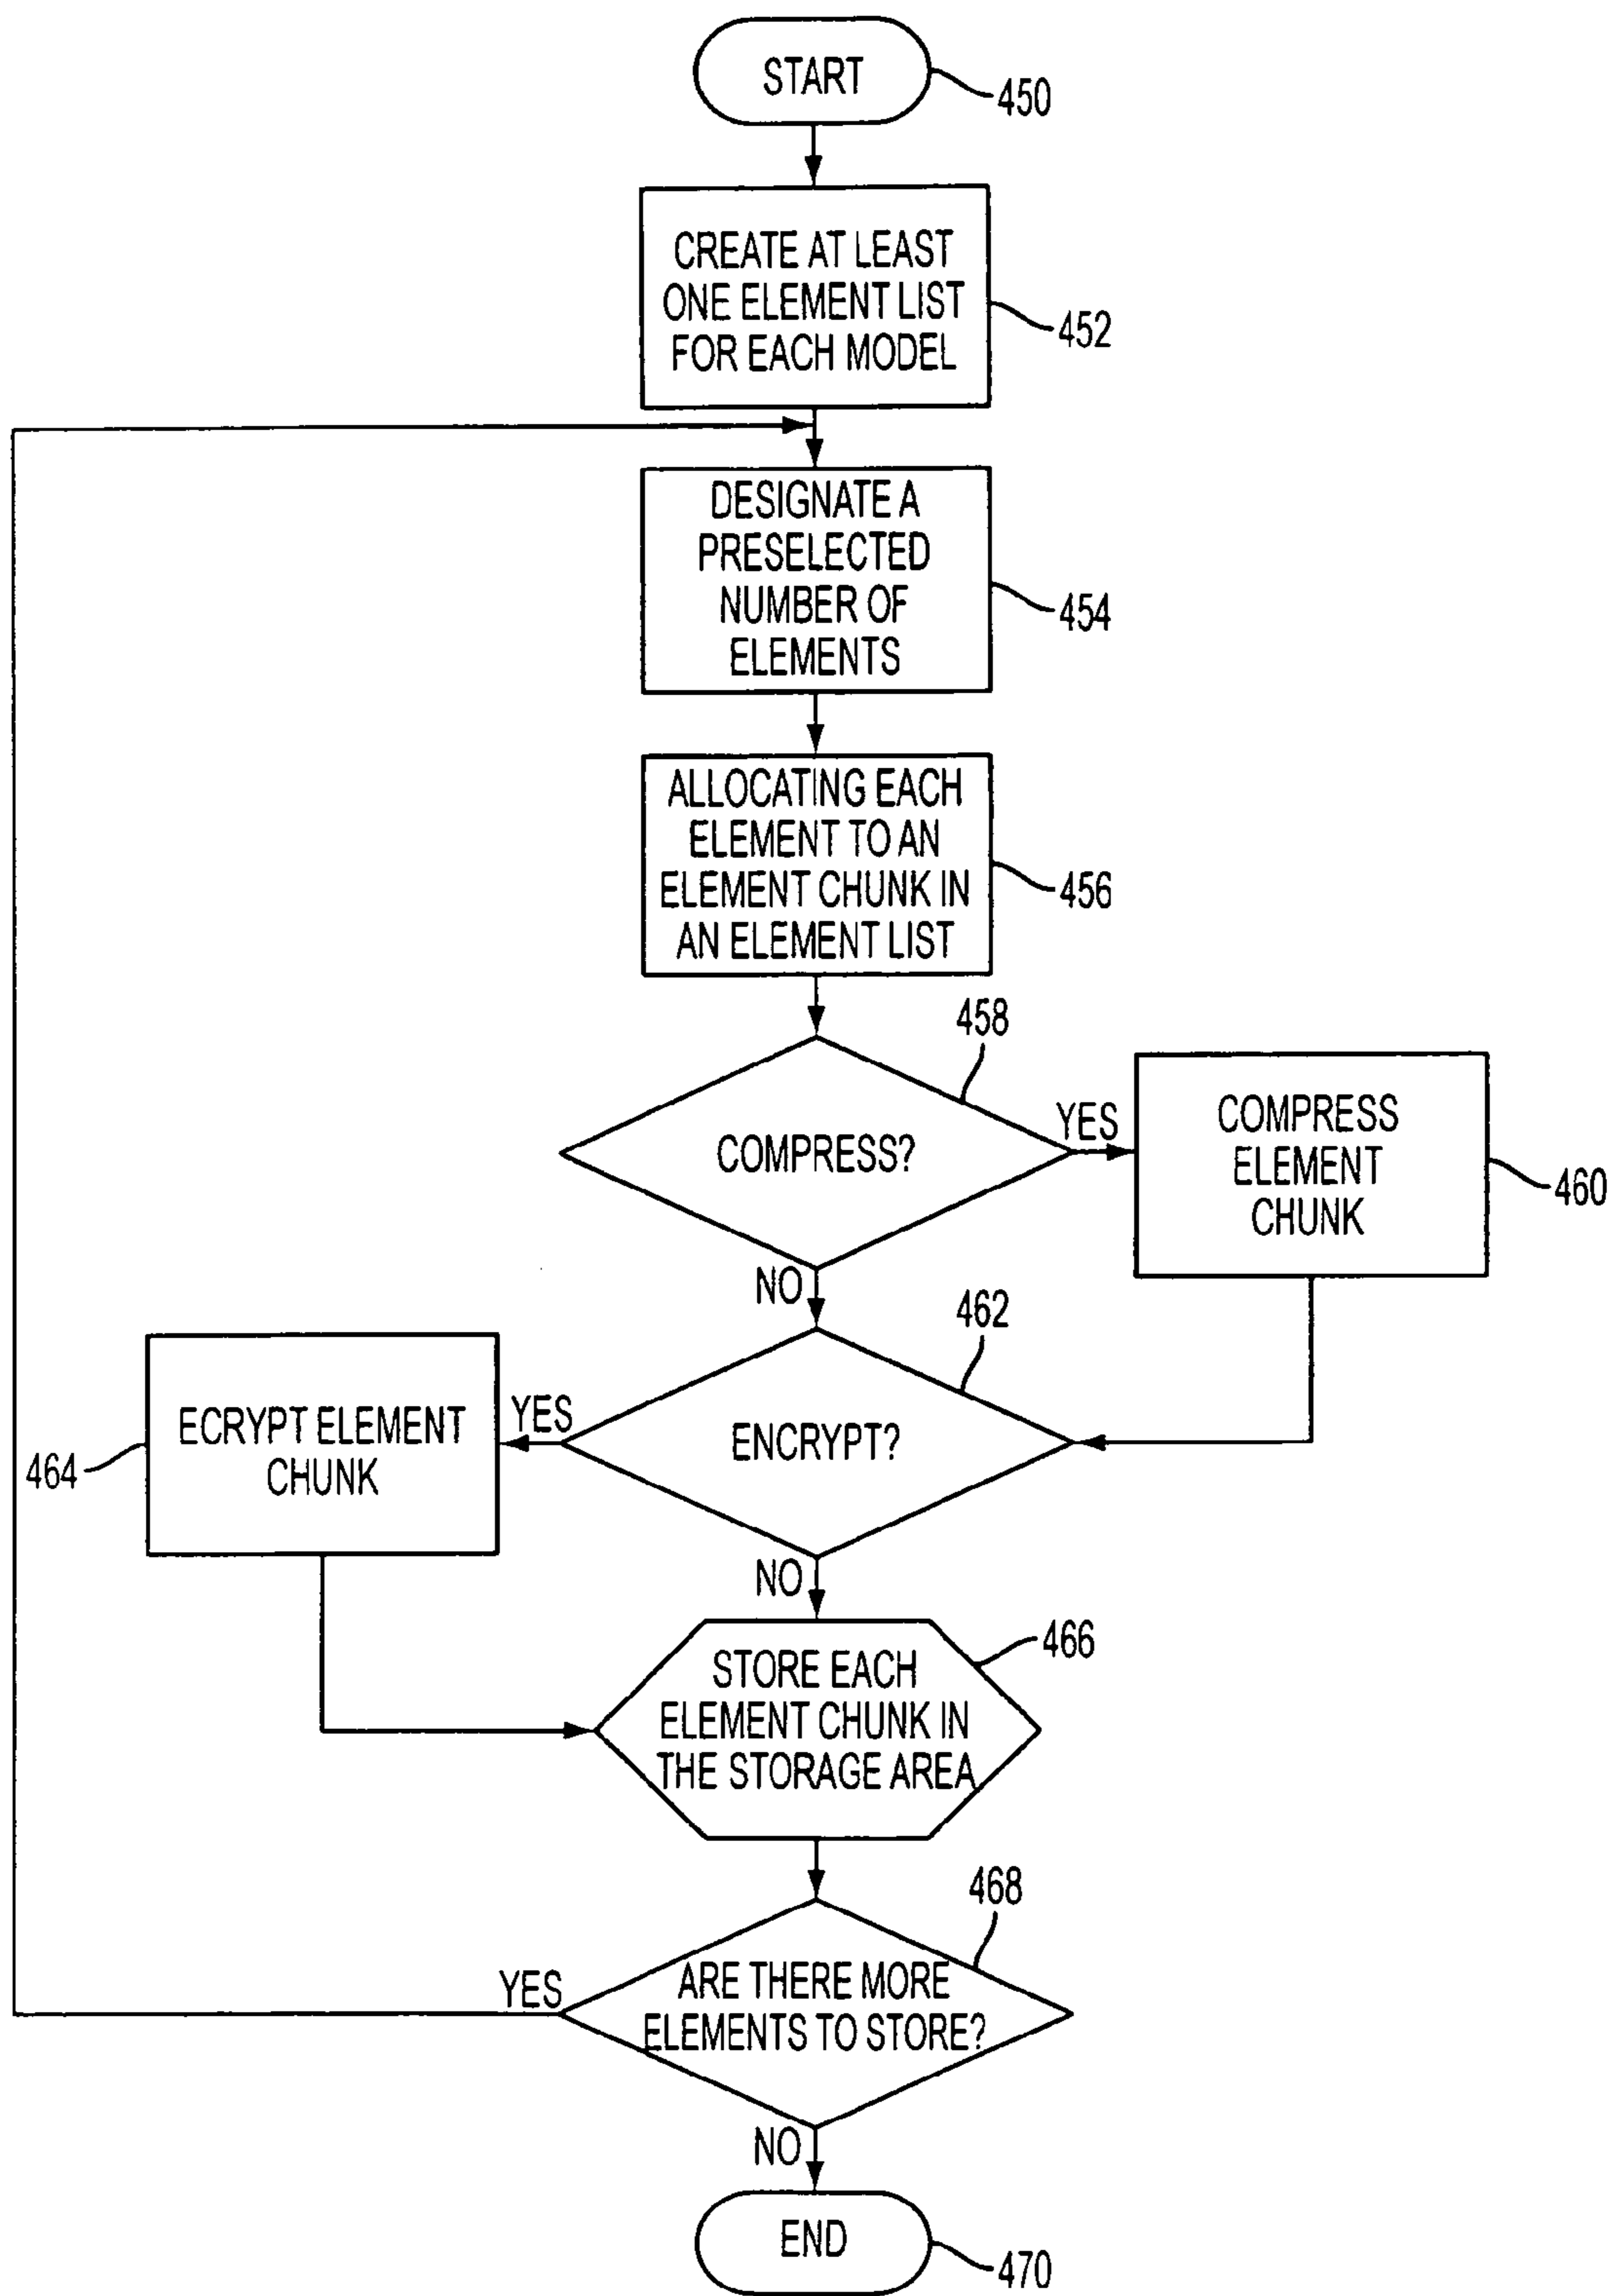 START
450
CREATE AT LEAST
ONE ELEMENT LIST
FOR EACH MODEL
452
DESIGNATE A
PRESELECTED
NUMBER OF
ELEMENTS
454
ALLOCATING EACH
ELEMENT TO AN
ELEMENT CHUNK IN
AN ELEMENT LIST
456
458
COMPRESS?
YES
COMPRESS
ELEMENT
CHUNK
460
NO
462
ENCRYPT?
YES
ECRYPT ELEMENT
CHUNK
464
NO
STORE EACH
ELEMENT CHUNK IN
THE STORAGE AREA
466
468
ARE THERE MORE
ELEMENTS TO STORE?
YES
NO
END
470